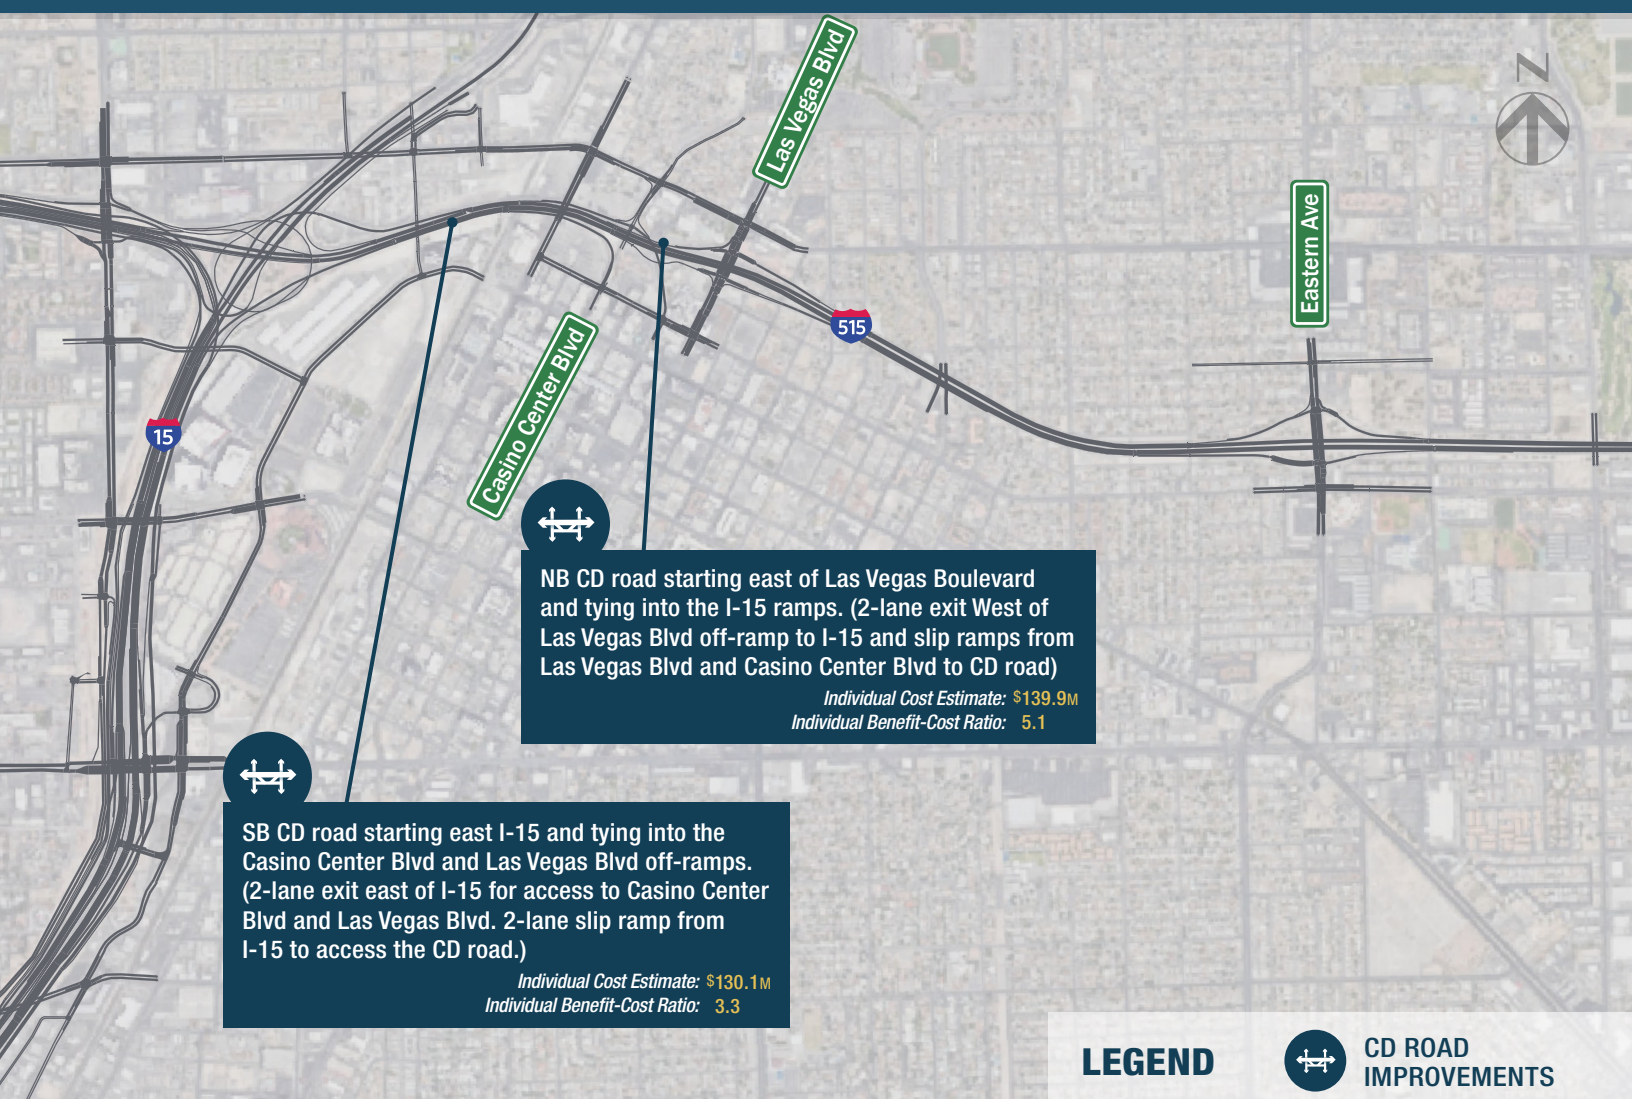 N
Las Vegas Blvd
Eastern Ave
515
Casino Center Blvd
15
NB CD road starting east of Las Vegas Boulevard
and tying into the I-15 ramps. (2-lane exit West of
Las Vegas Blvd off-ramp to I-15 and slip ramps from
Las Vegas Blvd and Casino Center Blvd to CD road)
Individual Cost Estimate: $139.9M
Individual Benefit-Cost Ratio: 5.1
SB CD road starting east I-15 and tying into the
Casino Center Blvd and Las Vegas Blvd off-ramps.
(2-lane exit east of I-15 for access to Casino Center
Blvd and Las Vegas Blvd. 2-lane slip ramp from
I-15 to access the CD road.)
Individual Cost Estimate: $130.1M
Individual Benefit-Cost Ratio: 3.3
LEGEND
CD ROAD
IMPROVEMENTS